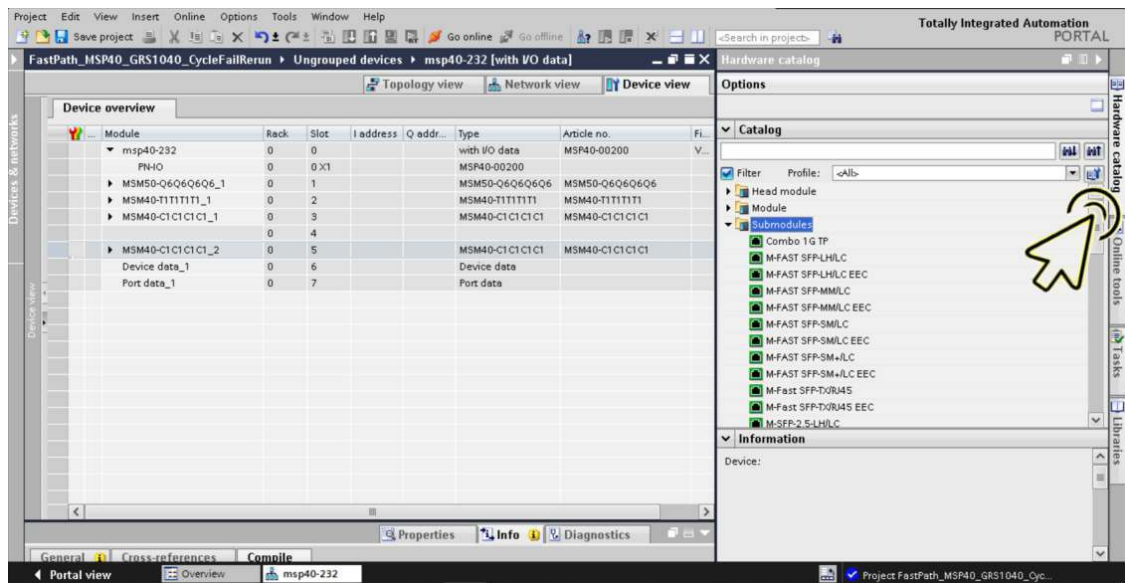 Project Edit View Insert Online Options Tools Window Help
Totally Integrated Automation
PORTAL
Save project Go online Go offline <Search in project>
FastPath_MSP40_GRS1040_CycleFailRerun Ungrouped devices msp40-232 [with I/O data]
Hardware catalog
Topology view Network view Device view
Options
Device overview
Module Rack Slot I address Q addr... Type Article no. Fi...
msp40-232 0 0 with I/O data MSP40-00200 V...
PN-IO 0 0 X1 MSP40-00200
MSM50-Q6Q6Q6Q6_1 0 1 MSM50-Q6Q6Q6Q6 MSM50-Q6Q6Q6Q6
MSM40-T1T1T1T1_1 0 2 MSM40-T1T1T1T1 MSM40-T1T1T1T1
MSM40-C1C1C1C1_1 0 3 MSM40-C1C1C1C1 MSM40-C1C1C1C1
0 4
MSM40-C1C1C1C1_2 0 5 MSM40-C1C1C1C1 MSM40-C1C1C1C1
Device data_1 0 6 Device data
Port data_1 0 7 Port data
Catalog
Filter Profile: <All>
Head module
Module
Submodules
Combo 1G TP
M-FAST SFP-LH/LC
M-FAST SFP-LH/LC EEC
M-FAST SFP-MM/LC
M-FAST SFP-MM/LC EEC
M-FAST SFP-SM/LC
M-FAST SFP-SM/LC EEC
M-FAST SFP-SM+/LC
M-FAST SFP-SM+/LC EEC
M-Fast SFP-TX/RJ45
M-Fast SFP-TX/RJ45 EEC
M-SFP-2.5-LH/LC
Information
Device:
Devices & networks
Device view
Hardware catalog
Online tools
Tasks
Libraries
Properties Info Diagnostics
General Cross-references Compile
Portal view Overview msp40-232 Project FastPath_MSP40_GRS1040_Cyc...